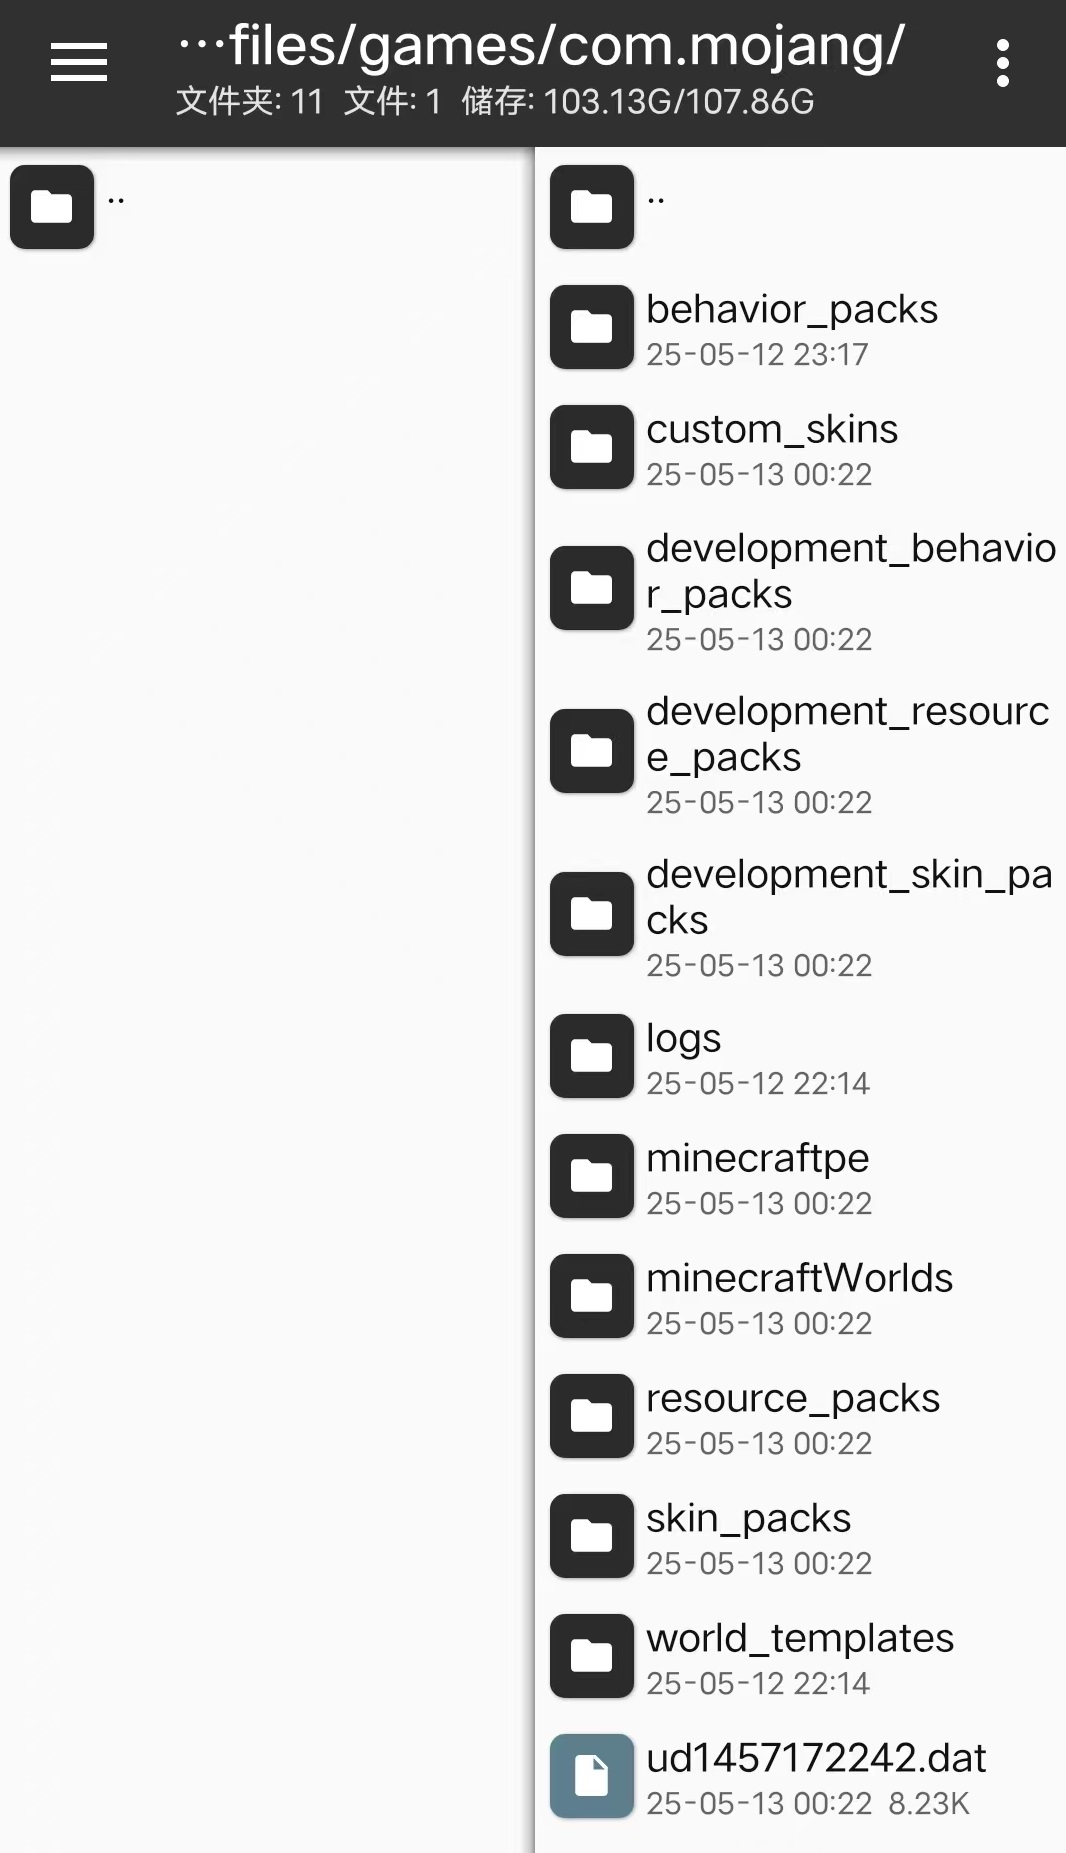 ···files/games/com.mojang/
文件夹: 11 文件: 1 储存: 103.13G/107.86G
..
..
behavior_packs
25-05-12 23:17
custom_skins
25-05-13 00:22
development_behavio
r_packs
25-05-13 00:22
development_resourc
e_packs
25-05-13 00:22
development_skin_pa
cks
25-05-13 00:22
logs
25-05-12 22:14
minecraftpe
25-05-13 00:22
minecraftWorlds
25-05-13 00:22
resource_packs
25-05-13 00:22
skin_packs
25-05-13 00:22
world_templates
25-05-12 22:14
ud1457172242.dat
25-05-13 00:22 8.23K